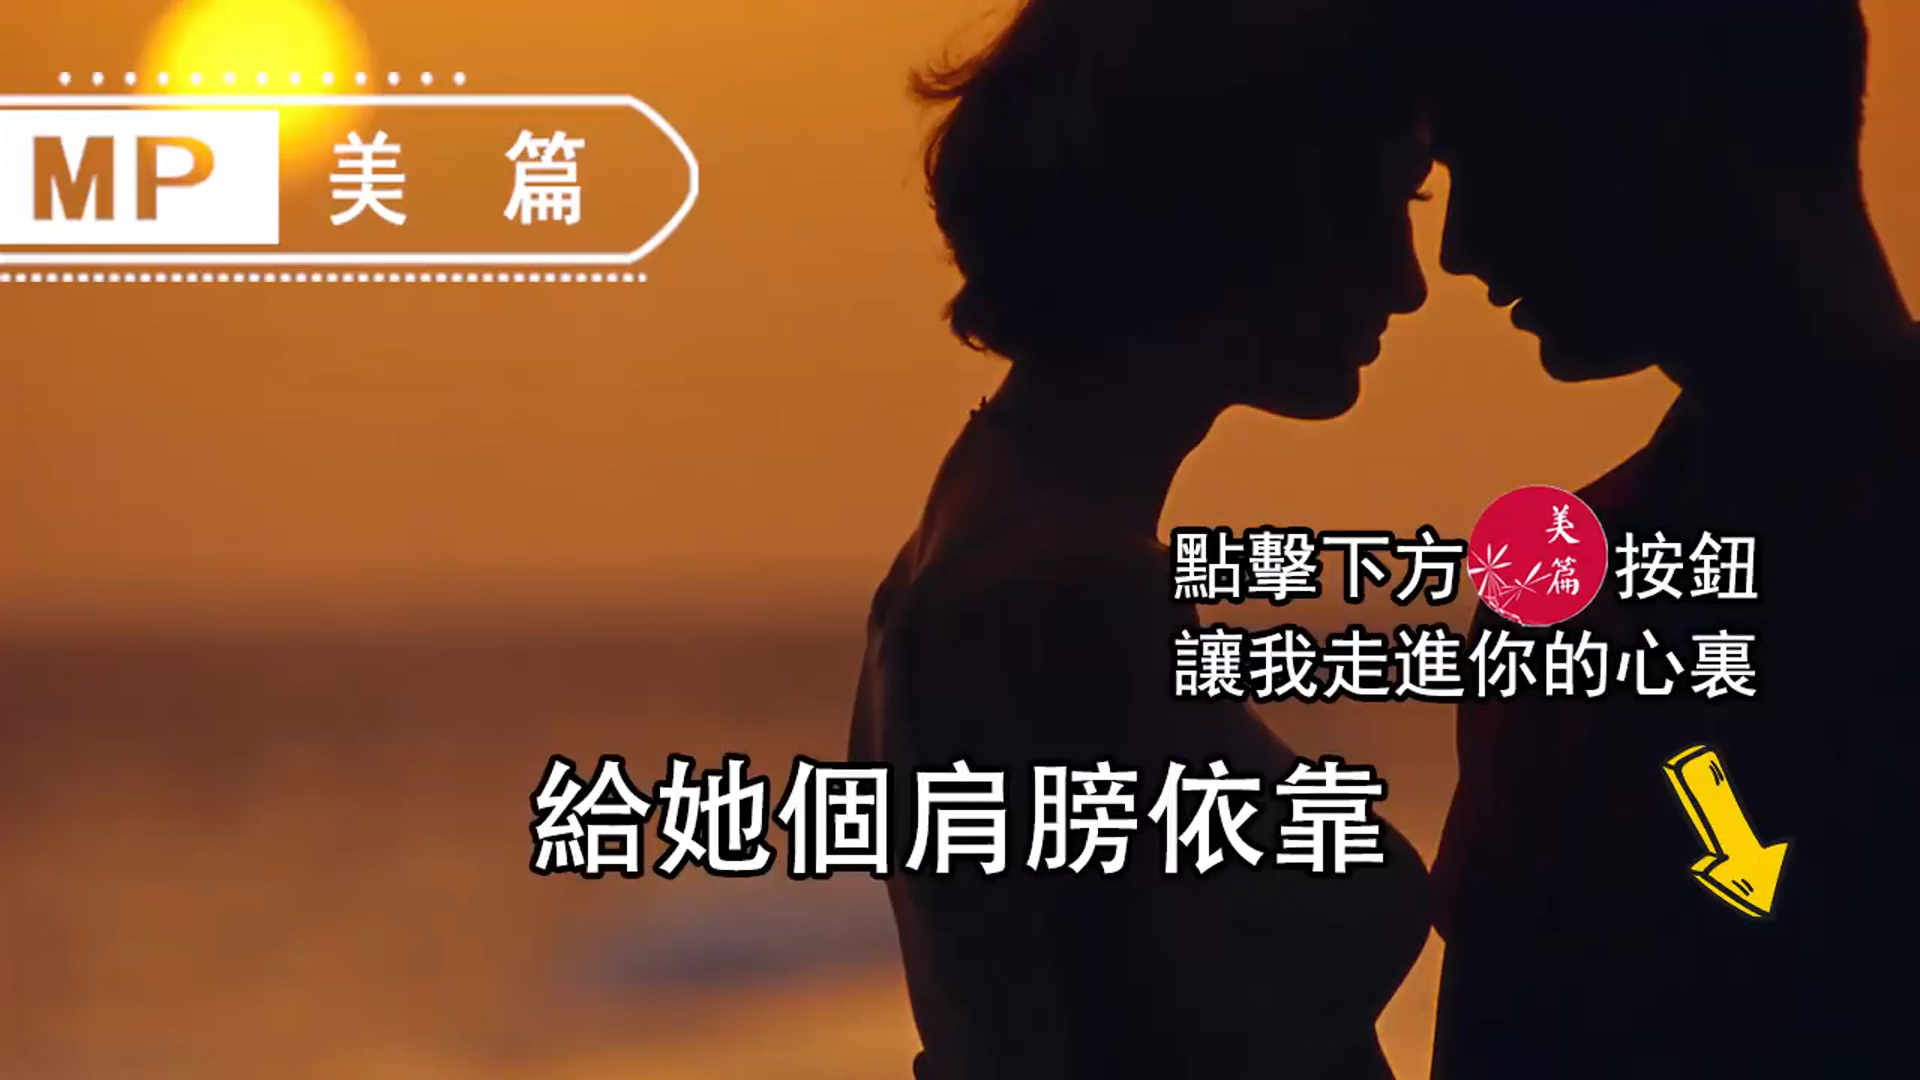 MP 美篇
點擊下方美篇按鈕
讓我走進你的心裏
給她個肩膀依靠